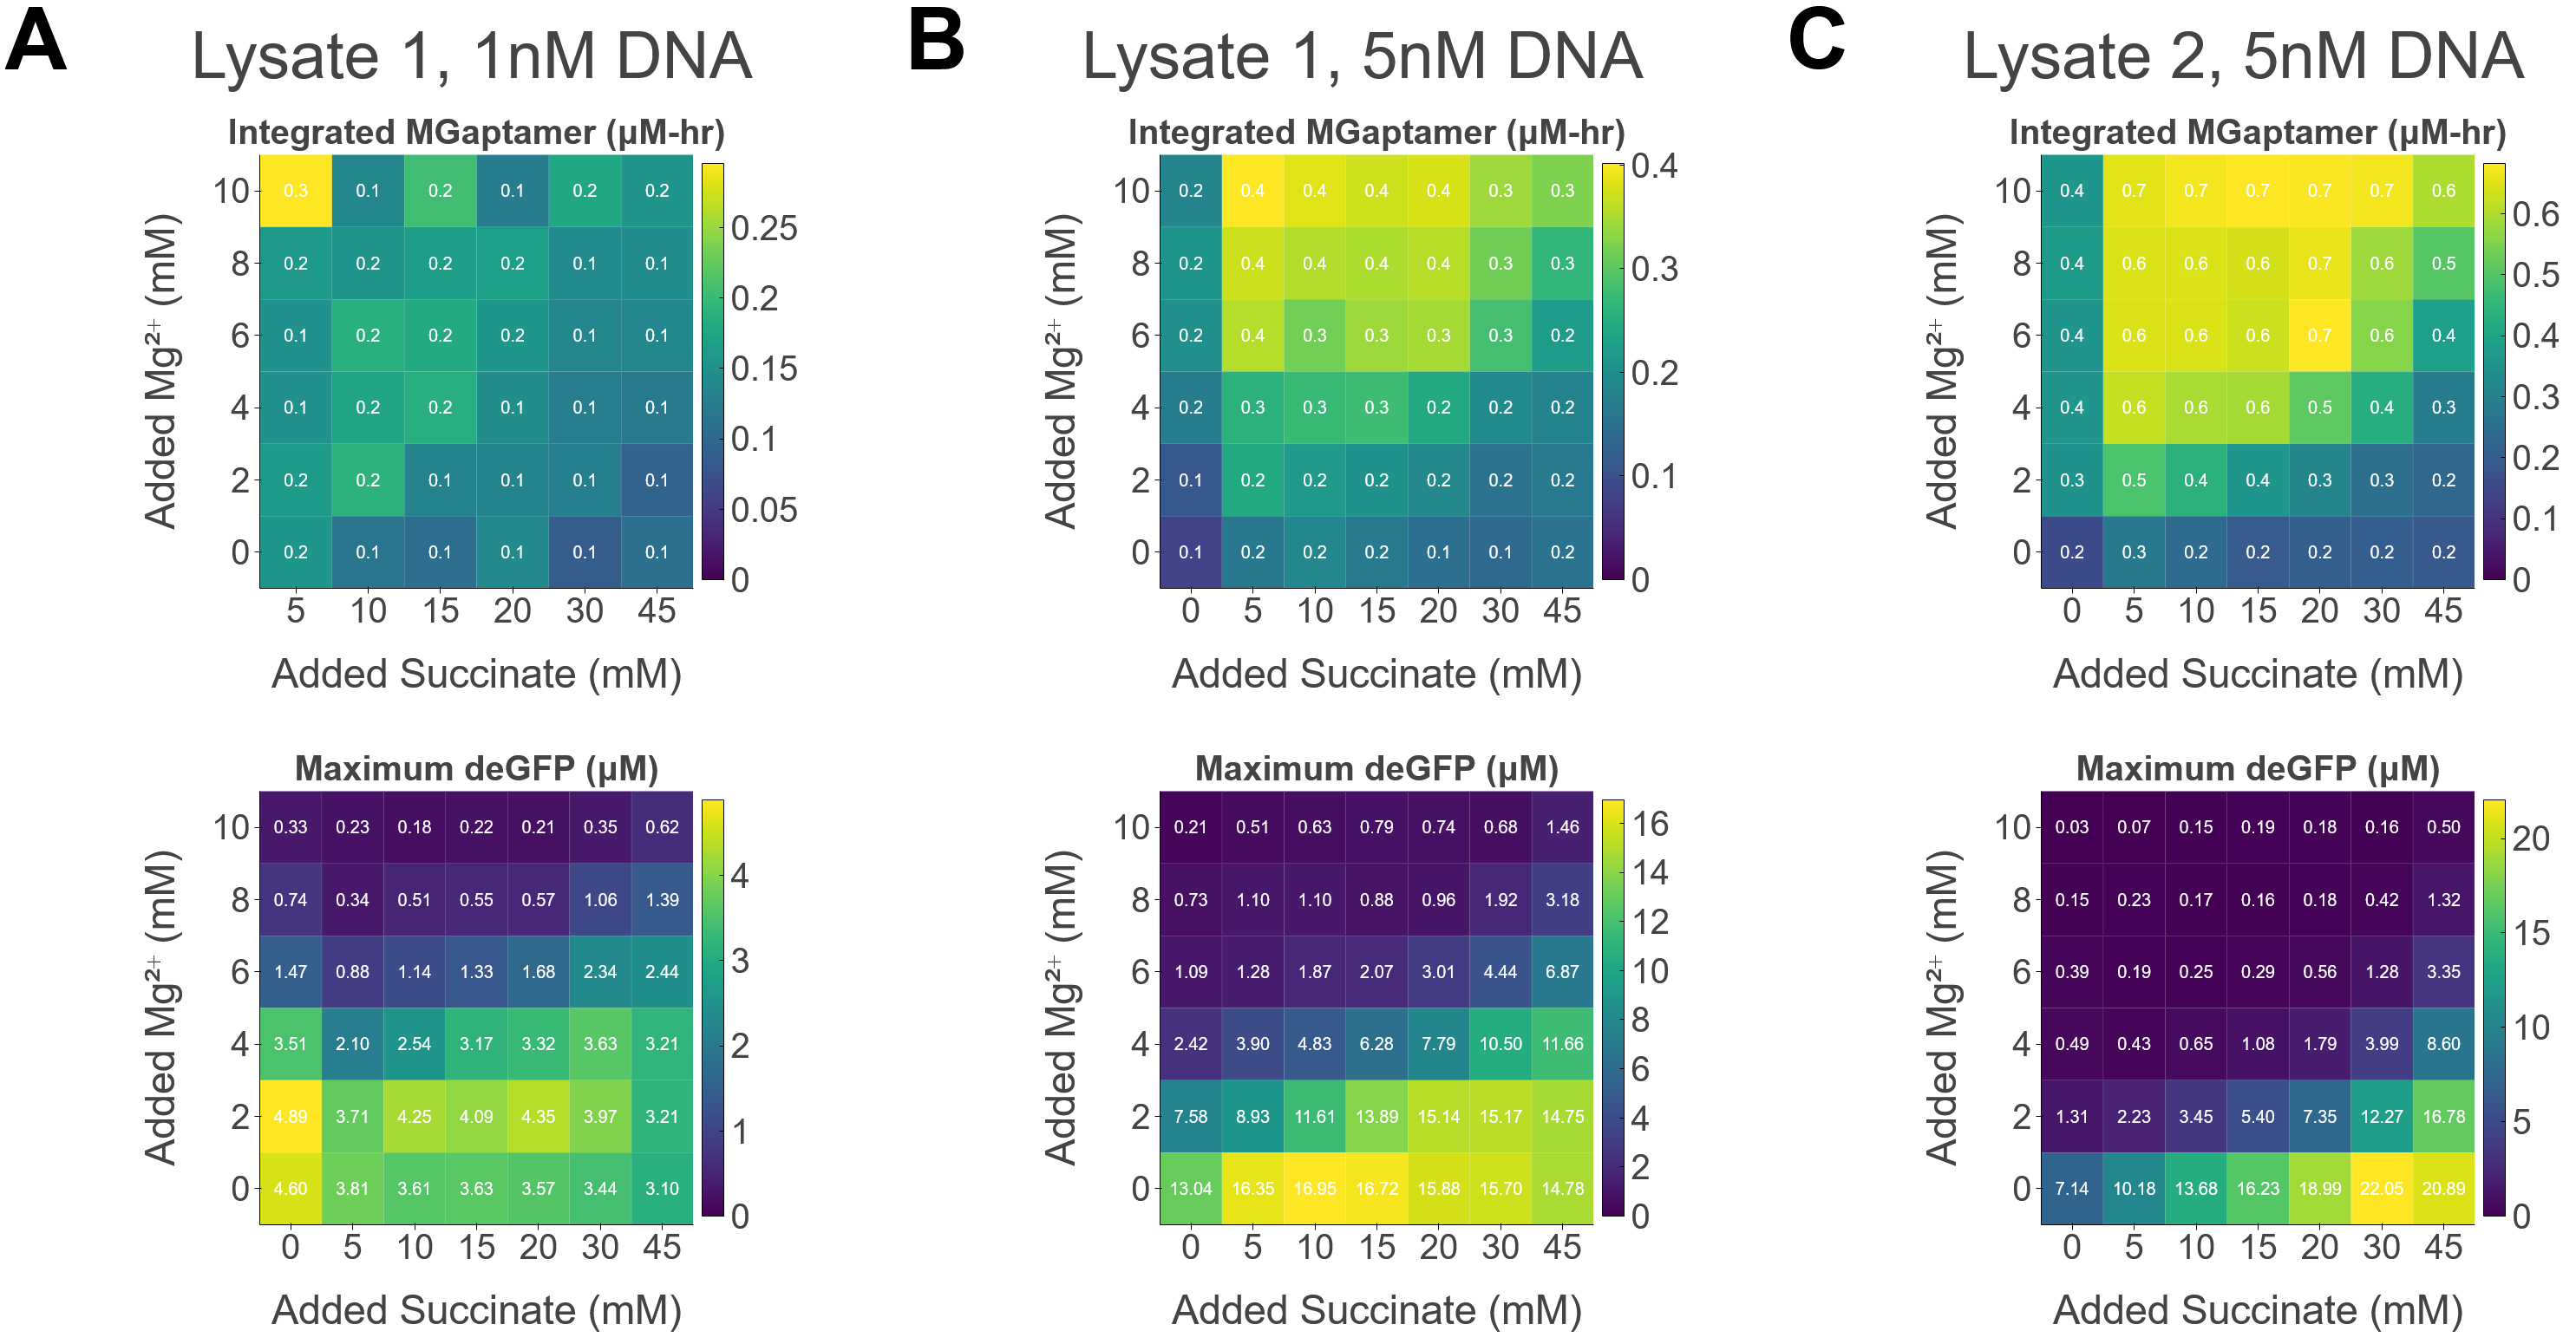 A
Lysate 1, 1nM DNA
Integrated MGaptamer (µM-hr)
Added Mg²⁺ (mM)
10 0.3 0.1 0.2 0.1 0.2 0.2
8 0.2 0.2 0.2 0.2 0.1 0.1
6 0.1 0.2 0.2 0.2 0.1 0.1
4 0.1 0.2 0.2 0.1 0.1 0.1
2 0.2 0.2 0.1 0.1 0.1 0.1
0 0.2 0.1 0.1 0.1 0.1 0.1
5 10 15 20 30 45
Added Succinate (mM)
0.25
0.2
0.15
0.1
0.05
0
Maximum deGFP (µM)
Added Mg²⁺ (mM)
10 0.33 0.23 0.18 0.22 0.21 0.35 0.62
8 0.74 0.34 0.51 0.55 0.57 1.06 1.39
6 1.47 0.88 1.14 1.33 1.68 2.34 2.44
4 3.51 2.10 2.54 3.17 3.32 3.63 3.21
2 4.89 3.71 4.25 4.09 4.35 3.97 3.21
0 4.60 3.81 3.61 3.63 3.57 3.44 3.10
0 5 10 15 20 30 45
Added Succinate (mM)
4
3
2
1
0
B
Lysate 1, 5nM DNA
Integrated MGaptamer (µM-hr)
Added Mg²⁺ (mM)
10 0.2 0.4 0.4 0.4 0.4 0.3 0.3
8 0.2 0.4 0.4 0.4 0.4 0.3 0.3
6 0.2 0.4 0.3 0.3 0.3 0.3 0.2
4 0.2 0.3 0.3 0.3 0.2 0.2 0.2
2 0.1 0.2 0.2 0.2 0.2 0.2 0.2
0 0.1 0.2 0.2 0.2 0.1 0.1 0.2
0 5 10 15 20 30 45
Added Succinate (mM)
0.4
0.3
0.2
0.1
0
Maximum deGFP (µM)
Added Mg²⁺ (mM)
10 0.21 0.51 0.63 0.79 0.74 0.68 1.46
8 0.73 1.10 1.10 0.88 0.96 1.92 3.18
6 1.09 1.28 1.87 2.07 3.01 4.44 6.87
4 2.42 3.90 4.83 6.28 7.79 10.50 11.66
2 7.58 8.93 11.61 13.89 15.14 15.17 14.75
0 13.04 16.35 16.95 16.72 15.88 15.70 14.78
0 5 10 15 20 30 45
Added Succinate (mM)
16
14
12
10
8
6
4
2
0
C
Lysate 2, 5nM DNA
Integrated MGaptamer (µM-hr)
Added Mg²⁺ (mM)
10 0.4 0.7 0.7 0.7 0.7 0.7 0.6
8 0.4 0.6 0.6 0.6 0.7 0.6 0.5
6 0.4 0.6 0.6 0.6 0.7 0.6 0.4
4 0.4 0.6 0.6 0.6 0.5 0.4 0.3
2 0.3 0.5 0.4 0.4 0.3 0.3 0.2
0 0.2 0.3 0.2 0.2 0.2 0.2 0.2
0 5 10 15 20 30 45
Added Succinate (mM)
0.6
0.5
0.4
0.3
0.2
0.1
0
Maximum deGFP (µM)
Added Mg²⁺ (mM)
10 0.03 0.07 0.15 0.19 0.18 0.16 0.50
8 0.15 0.23 0.17 0.16 0.18 0.42 1.32
6 0.39 0.19 0.25 0.29 0.56 1.28 3.35
4 0.49 0.43 0.65 1.08 1.79 3.99 8.60
2 1.31 2.23 3.45 5.40 7.35 12.27 16.78
0 7.14 10.18 13.68 16.23 18.99 22.05 20.89
0 5 10 15 20 30 45
Added Succinate (mM)
20
15
10
5
0